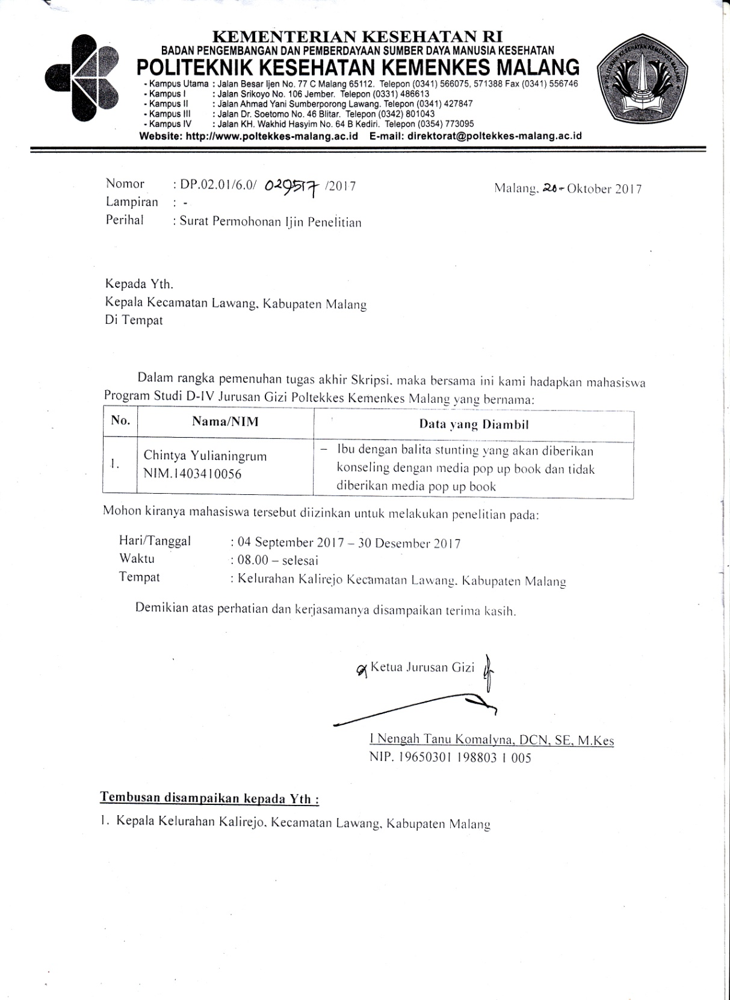 KEMENTERIAN KESEHATAN RI
BADAN PENGEMBANGAN DAN PEMBERDAYAAN SUMBER DAYA MANUSIA KESEHATAN
POLITEKNIK KESEHATAN KEMENKES MALANG
- Kampus Utama : Jalan Besar Ijen No. 77 C Malang 65112. Telepon (0341) 566075, 571388 Fax (0341) 556746
- Kampus I : Jalan Srikoyo No. 106 Jember. Telepon (0331) 486613
- Kampus II : Jalan Ahmad Yani Sumberporong Lawang. Telepon (0341) 427847
- Kampus III : Jalan Dr. Soetomo No. 46 Blitar. Telepon (0342) 801043
- Kampus IV : Jalan KH. Wakhid Hasyim No. 64 B Kediri. Telepon (0354) 773095
Website: http://www.poltekkes-malang.ac.id E-mail: direktorat@poltekkes-malang.ac.id
POLITEKNIK KESEHATAN KEMENKES MALANG
Nomor : DP.02.01/6.0/ /2017
Malang, 20 - Oktober 2017
Lampiran : -
Perihal : Surat Permohonan Ijin Penelitian
Kepada Yth.
Kepala Kecamatan Lawang, Kabupaten Malang
Di Tempat
Dalam rangka pemenuhan tugas akhir Skripsi, maka bersama ini kami hadapkan mahasiswa
Program Studi D-IV Jurusan Gizi Poltekkes Kemenkes Malang yang bernama:
No. Nama/NIM Data yang Diambil
1. Chintya Yulianingrum
NIM.1403410056
– Ibu dengan balita stunting yang akan diberikan
konseling dengan media pop up book dan tidak
diberikan media pop up book
Mohon kiranya mahasiswa tersebut diizinkan untuk melakukan penelitian pada:
Hari/Tanggal : 04 September 2017 – 30 Desember 2017
Waktu : 08.00 – selesai
Tempat : Kelurahan Kalirejo Kecamatan Lawang, Kabupaten Malang
Demikian atas perhatian dan kerjasamanya disampaikan terima kasih.
Ketua Jurusan Gizi
I Nengah Tanu Komalyna, DCN, SE, M.Kes
NIP. 19650301 198803 1 005
Tembusan disampaikan kepada Yth :
1. Kepala Kelurahan Kalirejo, Kecamatan Lawang, Kabupaten Malang